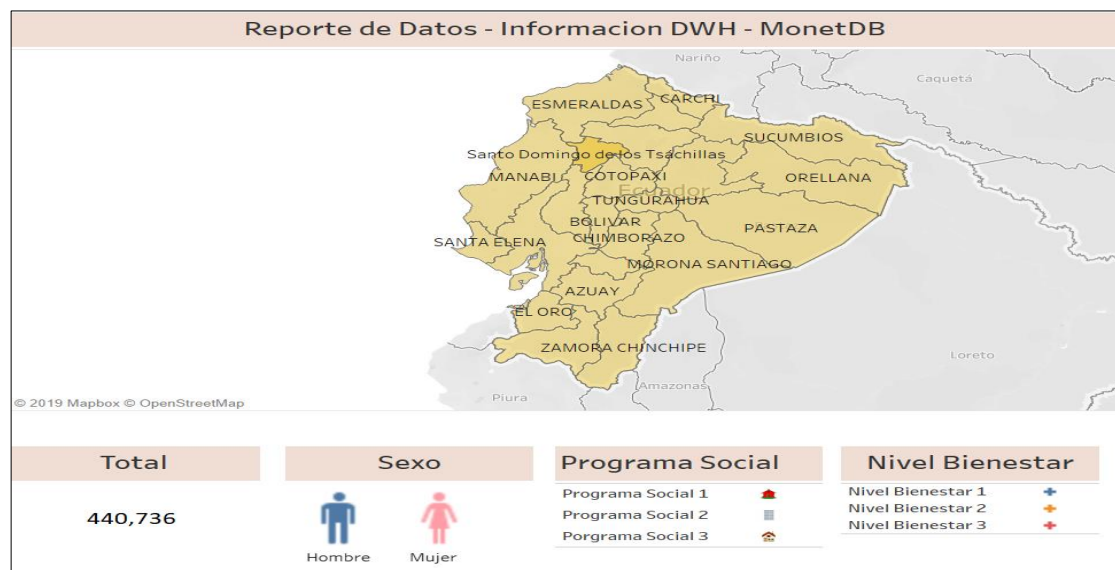 Reporte de Datos - Informacion DWH - MonetDB
Nariño
Caquetá
ESMERALDAS
CARCHI
SUCUMBIOS
Santo Domingo de los Tsáchillas
MANABI
COTOPAXI
ORELLANA
Ecuador
TUNGURAHUA
BOLIVAR
PASTAZA
CHIMBORAZO
SANTA ELENA
MORONA SANTIAGO
AZUAY
EL ORO
ZAMORA CHINCHIPE
Loreto
Amazonas
Piura
© 2019 Mapbox © OpenStreetMap
Total
440,736
Sexo
Hombre
Mujer
Programa Social
Programa Social 1
Programa Social 2
Porgrama Social 3
Nivel Bienestar
Nivel Bienestar 1
Nivel Bienestar 2
Nivel Bienestar 3